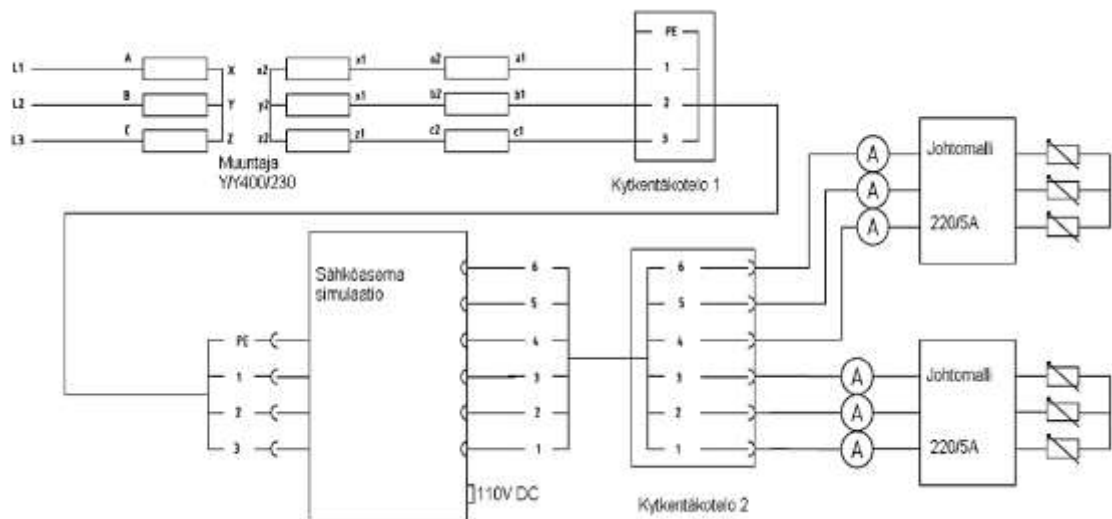 PE
L1 A X x2 x1 a2 a1 1
L2 B Y y2 x1 b2 b1 2
L3 C Z z2 z1 c2 c1 3
Muuntaja
Y/Y400/230
Kytkentäkotelo 1
A Johtomalli
A
A 220/5A
Sähköasema
simulaatio
6 6
5 5
PE 4 4
1 3 3 A Johtomalli
2 2 2 A
3 1 1 A 220/5A
110V DC
Kytkentäkotelo 2